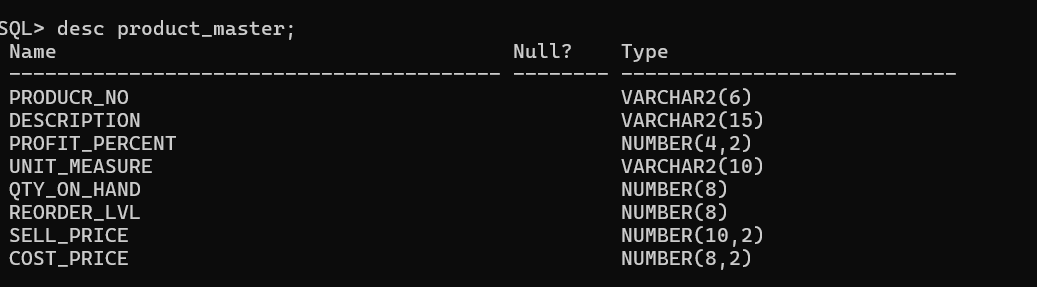 SQL> desc product_master;
Name Null? Type
----------------------------------------- -------- ----------------------------
PRODUCR_NO VARCHAR2(6)
DESCRIPTION VARCHAR2(15)
PROFIT_PERCENT NUMBER(4,2)
UNIT_MEASURE VARCHAR2(10)
QTY_ON_HAND NUMBER(8)
REORDER_LVL NUMBER(8)
SELL_PRICE NUMBER(10,2)
COST_PRICE NUMBER(8,2)